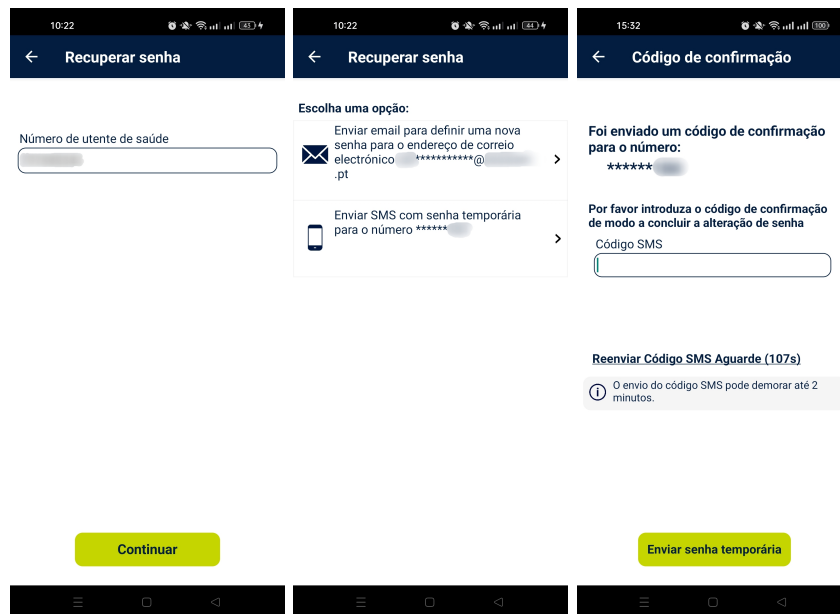 10:22
43
Recuperar senha
Número de utente de saúde
Continuar
10:22
44
Recuperar senha
Escolha uma opção:
Enviar email para definir uma nova
senha para o endereço de correio
electrónico ***********@
.pt
Enviar SMS com senha temporária
para o número ******
15:32
100
Código de confirmação
Foi enviado um código de confirmação
para o número:
******
Por favor introduza o código de confirmação
de modo a concluir a alteração de senha
Código SMS
Reenviar Código SMS Aguarde (107s)
O envio do código SMS pode demorar até 2
minutos.
Enviar senha temporária